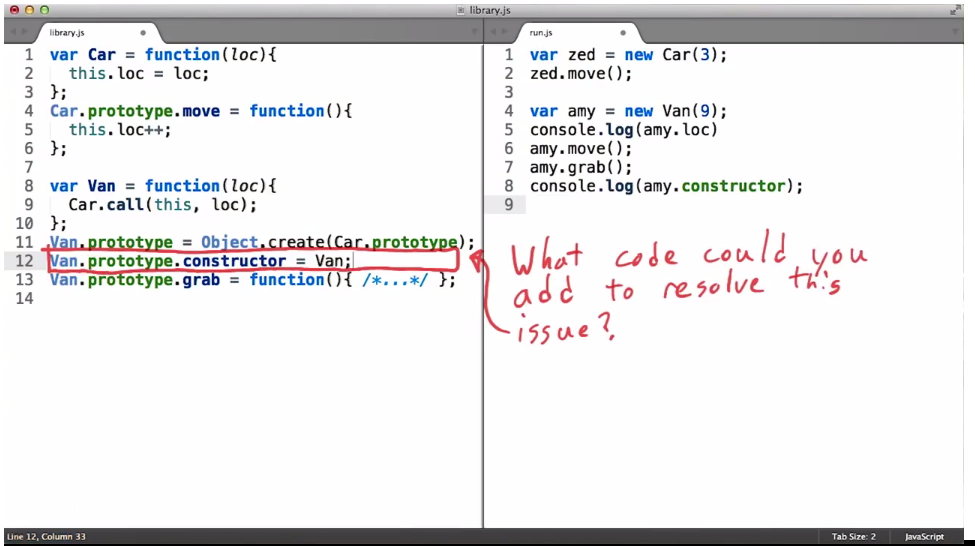 library.js
library.js
1 var Car = function(loc){
2   this.loc = loc;
3 };
4 Car.prototype.move = function(){
5   this.loc++;
6 };
7
8 var Van = function(loc){
9   Car.call(this, loc);
10 };
11 Van.prototype = Object.create(Car.prototype);
12 Van.prototype.constructor = Van;
13 Van.prototype.grab = function(){ /*...*/ };
14
run.js
1 var zed = new Car(3);
2 zed.move();
3
4 var amy = new Van(9);
5 console.log(amy.loc)
6 amy.move();
7 amy.grab();
8 console.log(amy.constructor);
9
What code could you
add to resolve this
issue?
Line 12, Column 33
Tab Size: 2
JavaScript